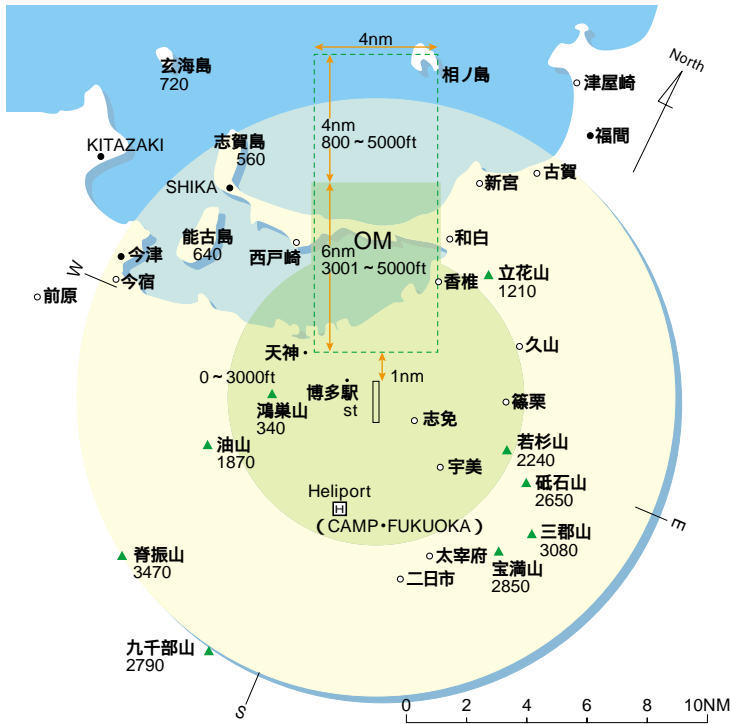 4nm
玄海島
720
相ノ島
津屋崎
North
福間
KITAZAKI
志賀島
560
4nm
800~5000ft
SHIKA
新宮
古賀
能古島
640
西戸崎
OM
6nm
3001~5000ft
和白
今津
W
今宿
前原
香椎
立花山
1210
天神
久山
0~3000ft
1nm
博多駅
st
鴻巣山
340
志免
篠栗
油山
1870
若杉山
2240
宇美
砥石山
2650
Heliport
H
(CAMP・FUKUOKA)
E
三郡山
3080
脊振山
3470
太宰府
宝満山
2850
二日市
九千部山
2790
S
0 2 4 6 8 10NM